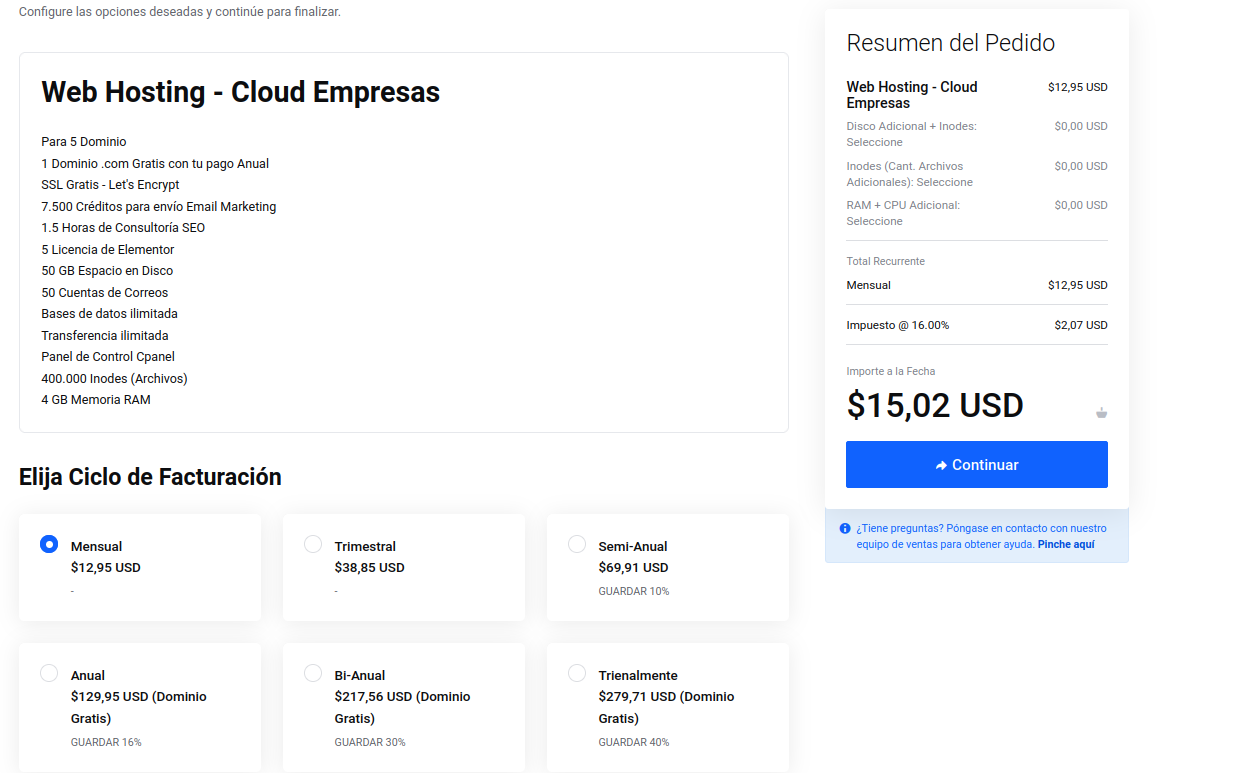 Configure las opciones deseadas y continúe para finalizar.
Web Hosting - Cloud Empresas
Para 5 Dominio
1 Dominio .com Gratis con tu pago Anual
SSL Gratis - Let's Encrypt
7.500 Créditos para envío Email Marketing
1.5 Horas de Consultoría SEO
5 Licencia de Elementor
50 GB Espacio en Disco
50 Cuentas de Correos
Bases de datos ilimitada
Transferencia ilimitada
Panel de Control Cpanel
400.000 Inodes (Archivos)
4 GB Memoria RAM
Elija Ciclo de Facturación
Mensual
$12,95 USD
-
Trimestral
$38,85 USD
-
Semi-Anual
$69,91 USD
GUARDAR 10%
Anual
$129,95 USD (Dominio
Gratis)
GUARDAR 16%
Bi-Anual
$217,56 USD (Dominio
Gratis)
GUARDAR 30%
Trienalmente
$279,71 USD (Dominio
Gratis)
GUARDAR 40%
Resumen del Pedido
Web Hosting - Cloud $12,95 USD
Empresas
Disco Adicional + Inodes: $0,00 USD
Seleccione
Inodes (Cant. Archivos $0,00 USD
Adicionales): Seleccione
RAM + CPU Adicional: $0,00 USD
Seleccione
Total Recurrente
Mensual $12,95 USD
Impuesto @ 16.00% $2,07 USD
Importe a la Fecha
$15,02 USD
Continuar
¿Tiene preguntas? Póngase en contacto con nuestro
equipo de ventas para obtener ayuda. Pinche aquí